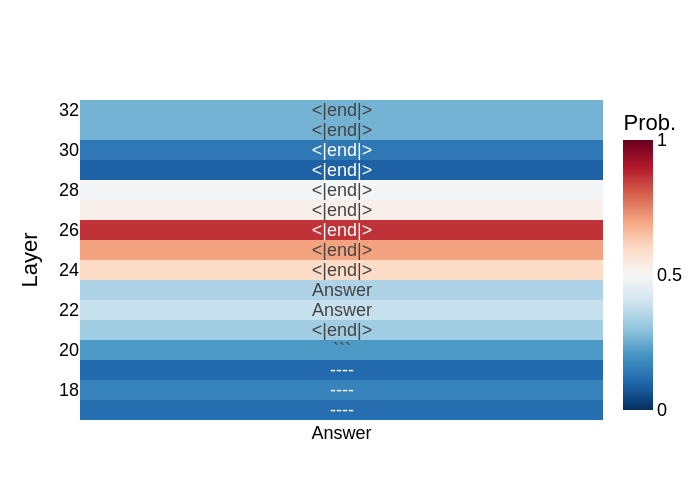 Prob.
32 <|end|> 1
<|end|>
30 <|end|>
<|end|>
28 <|end|>
<|end|>
26 <|end|>
<|end|>
24 <|end|> 0.5
Answer
22 Answer
<|end|>
20 ```
----
18 ----
---- 0
Answer
Layer